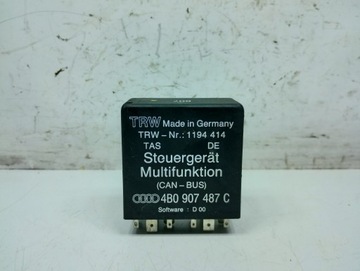 TRW Made in Germany
TRW - Nr.: 1194 414
TAS DE
Steuergerät
Multifunktion
(CAN - BUS)
4B0 907 487 C
Software : D 00